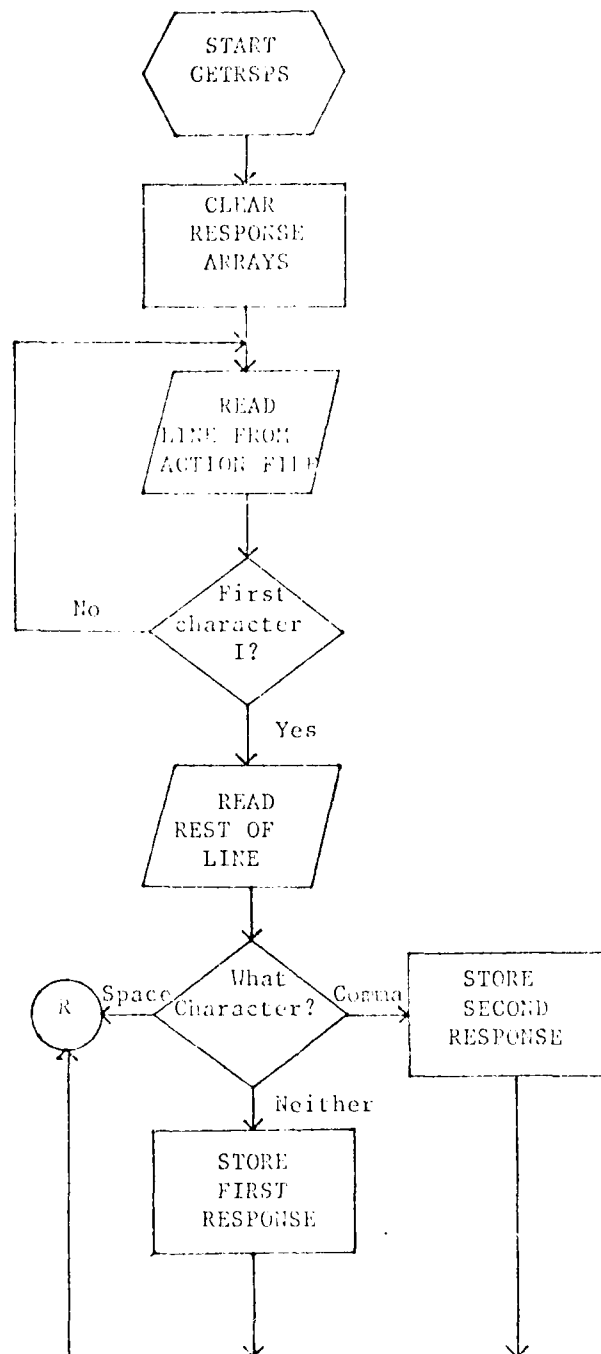 START
GETRSPS
CLEAR
RESPONSE
ARRAYS
READ
LINE FROM
ACTION FILE
First
character
I?
No
Yes
READ
REST OF
LINE
What
Character?
Space
R
Comma
STORE
SECOND
RESPONSE
Neither
STORE
FIRST
RESPONSE